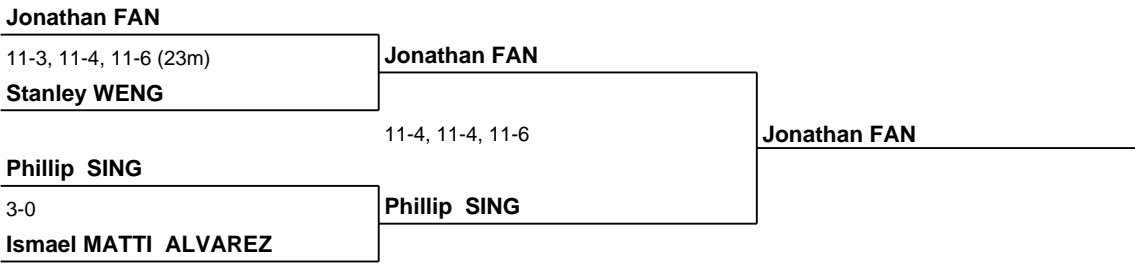 Jonathan FAN
11-3, 11-4, 11-6 (23m)
Stanley WENG
Jonathan FAN
11-4, 11-4, 11-6
Jonathan FAN
Phillip SING
3-0
Ismael MATTI ALVAREZ
Phillip SING